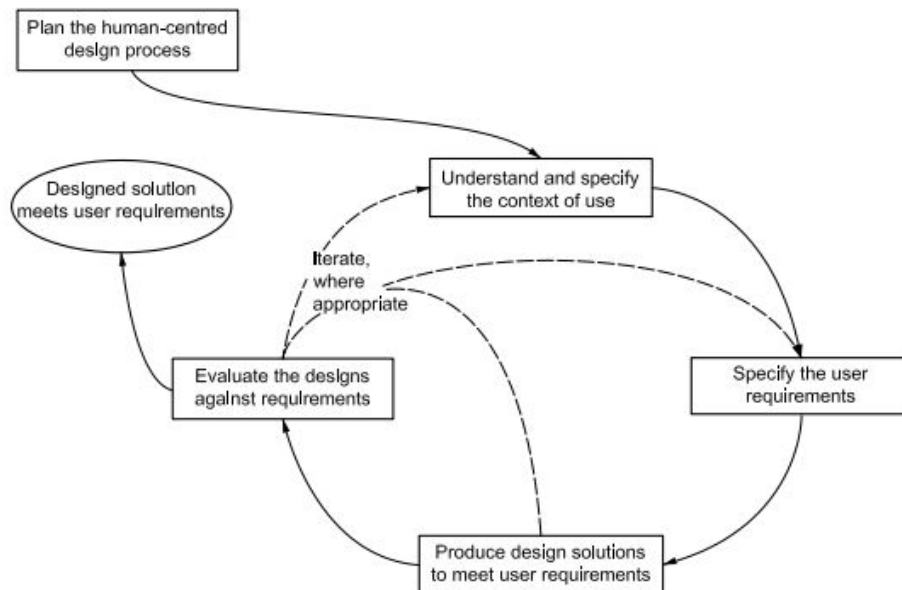 Plan the human-centred
design process
Understand and specify
the context of use
Designed solution
meets user requirements
Iterate,
where
appropriate
Evaluate the designs
against requirements
Specify the user
requirements
Produce design solutions
to meet user requirements